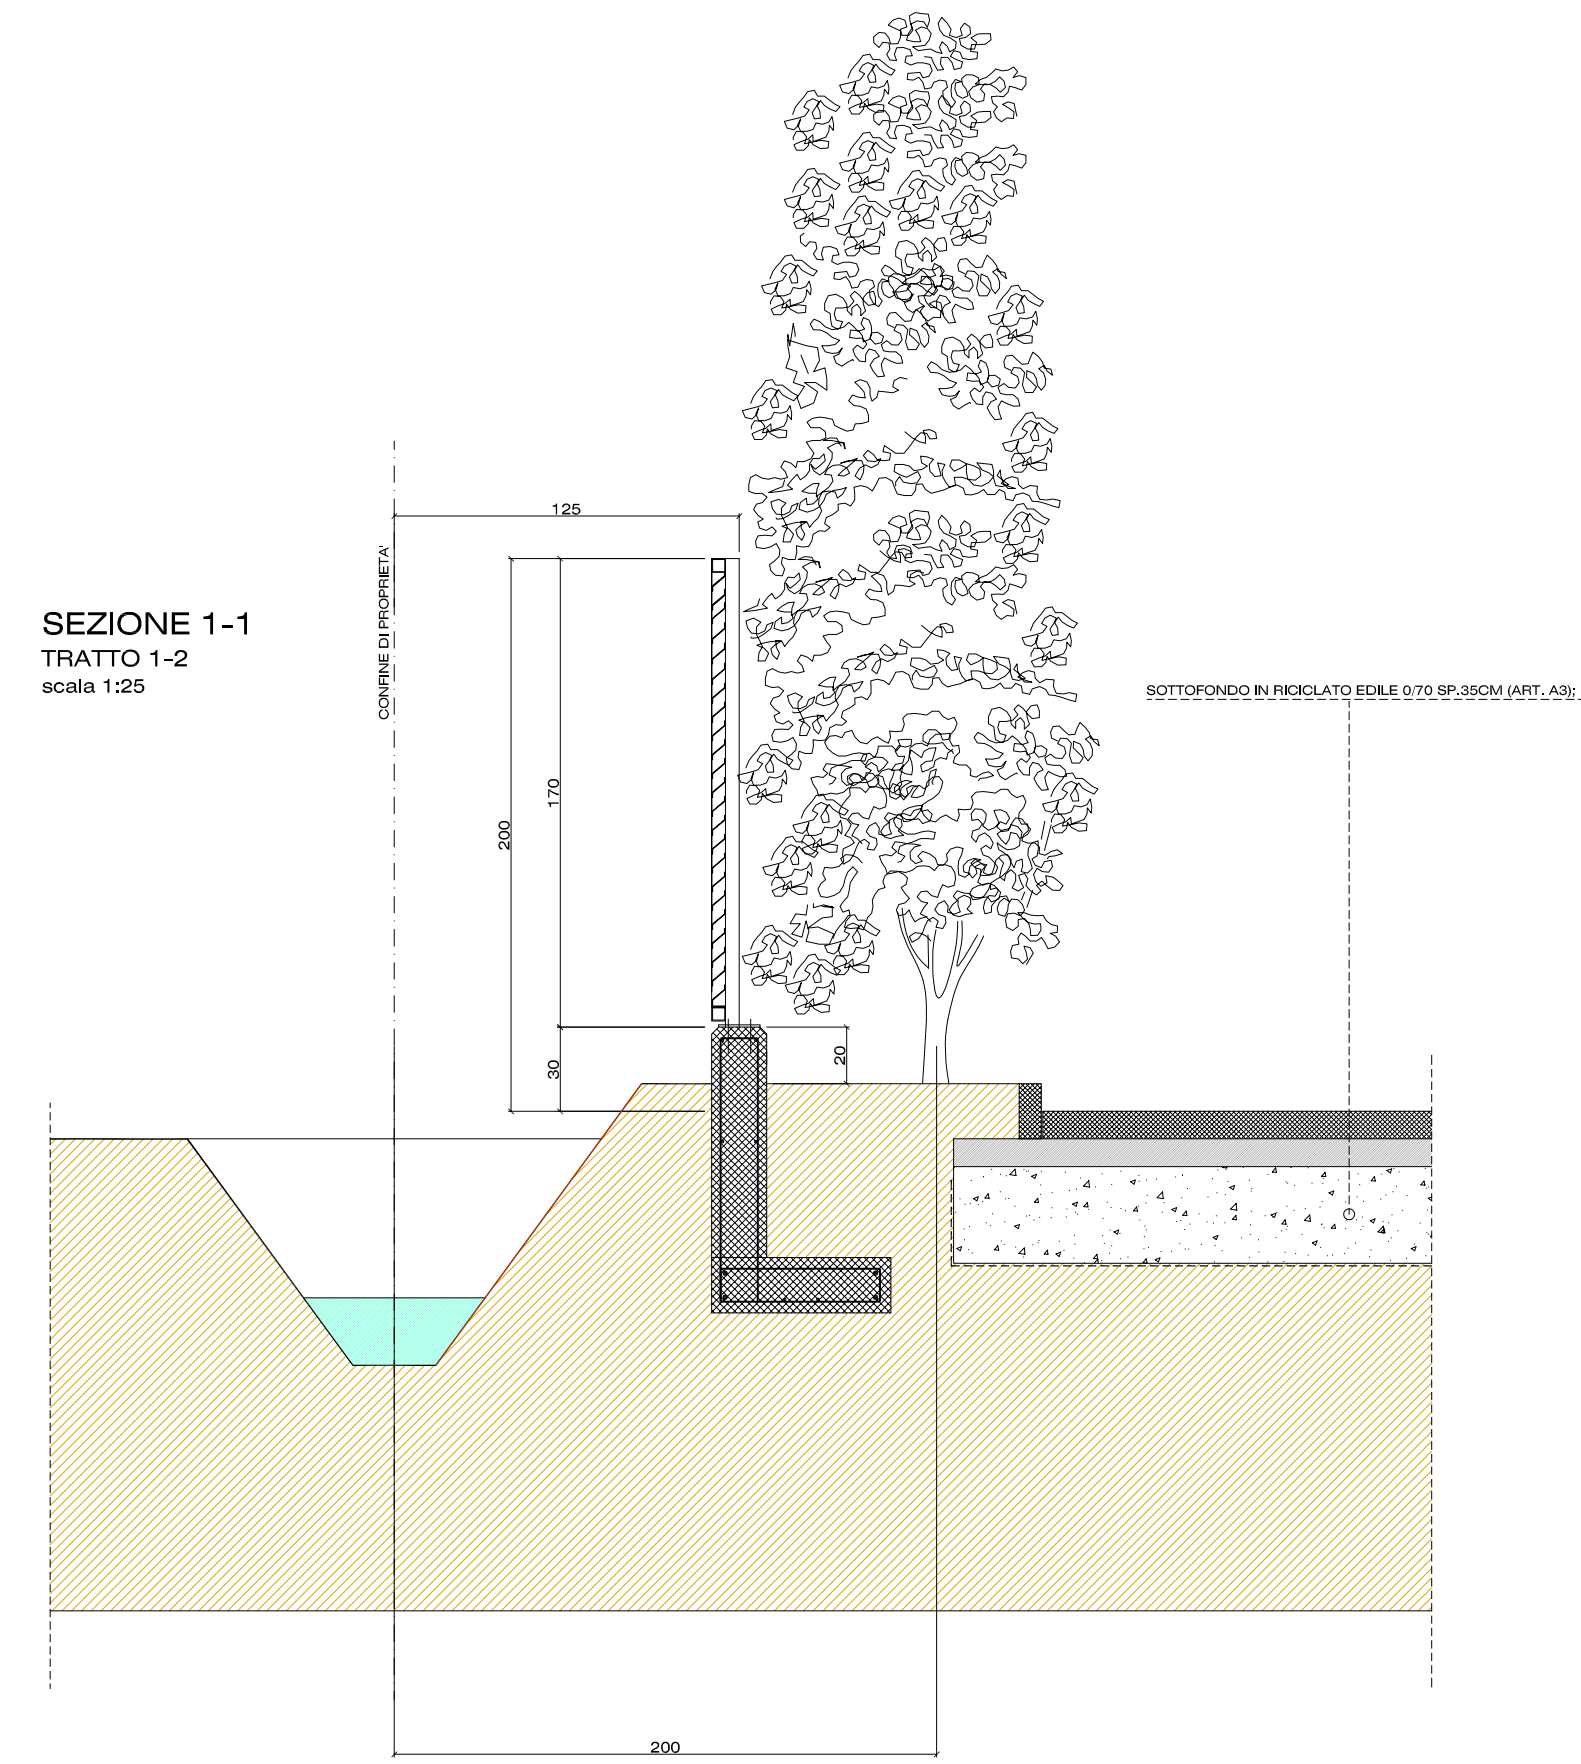 125
CONFINE DI PROPRIETA'
SEZIONE 1-1
TRATTO 1-2
scala 1:25
SOTTOFONDO IN RICICLATO EDILE 0/70 SP.35CM (ART. A3);
170
200
30
20
200